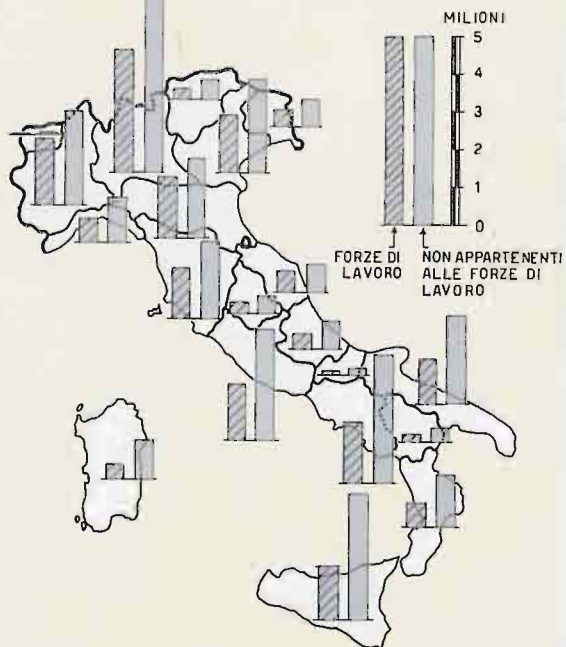 MILIONI
5
4
3
2
1
0
FORZE DI
LAVORO
NON APPARTENENTI
ALLE FORZE DI
LAVORO